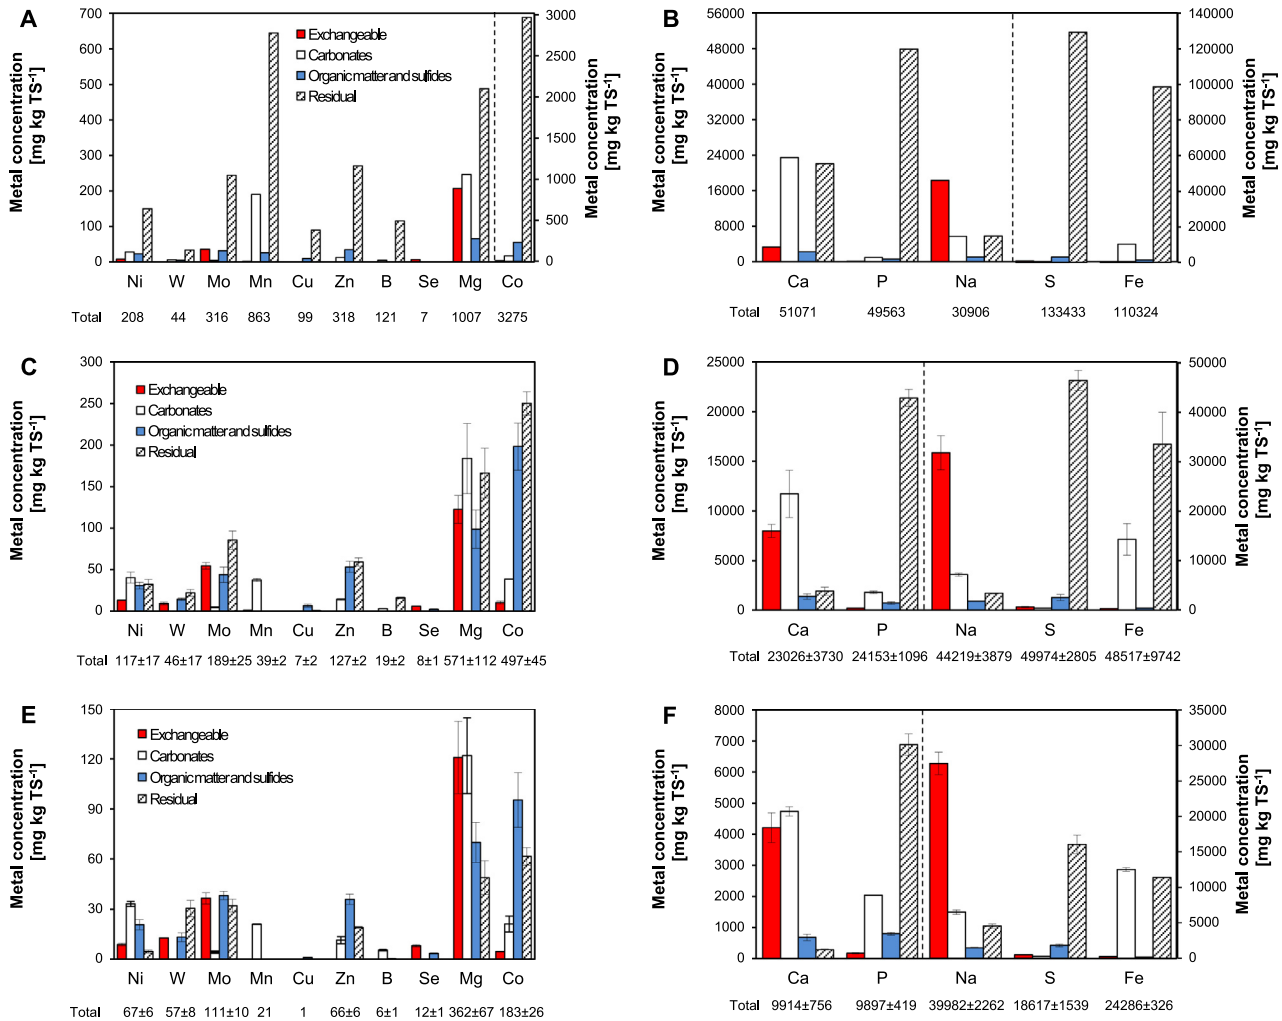 A
Metal concentration
[mg kg TS⁻¹]
700
600
500
400
300
200
100
0
3000
2500
2000
1500
1000
500
0
Metal concentration
[mg kg TS⁻¹]
Exchangeable
Carbonates
Organic matter and sulfides
Residual
Ni W Mo Mn Cu Zn B Se Mg Co
Total 208 44 316 863 99 318 121 7 1007 3275
B
Metal concentration
[mg kg TS⁻¹]
56000
48000
40000
32000
24000
16000
8000
0
140000
120000
100000
80000
60000
40000
20000
0
Metal concentration
[mg kg TS⁻¹]
Ca P Na S Fe
Total 51071 49563 30906 133433 110324
C
Metal concentration
[mg kg TS⁻¹]
300
250
200
150
100
50
0
Exchangeable
Carbonates
Organic matter and sulfides
Residual
Ni W Mo Mn Cu Zn B Se Mg Co
Total 117±17 46±17 189±25 39±2 7±2 127±2 19±2 8±1 571±112 497±45
D
Metal concentration
[mg kg TS⁻¹]
25000
20000
15000
10000
5000
0
50000
40000
30000
20000
10000
0
Metal concentration
[mg kg TS⁻¹]
Ca P Na S Fe
Total 23026±3730 24153±1096 44219±3879 49974±2805 48517±9742
E
Metal concentration
[mg kg TS⁻¹]
150
120
90
60
30
0
Exchangeable
Carbonates
Organic matter and sulfides
Residual
Ni W Mo Mn Cu Zn B Se Mg Co
Total 67±6 57±8 111±10 21 1 66±6 6±1 12±1 362±67 183±26
F
Metal concentration
[mg kg TS⁻¹]
8000
7000
6000
5000
4000
3000
2000
1000
0
35000
30000
25000
20000
15000
10000
5000
0
Metal concentration
[mg kg TS⁻¹]
Ca P Na S Fe
Total 9914±756 9897±419 39982±2262 18617±1539 24286±326